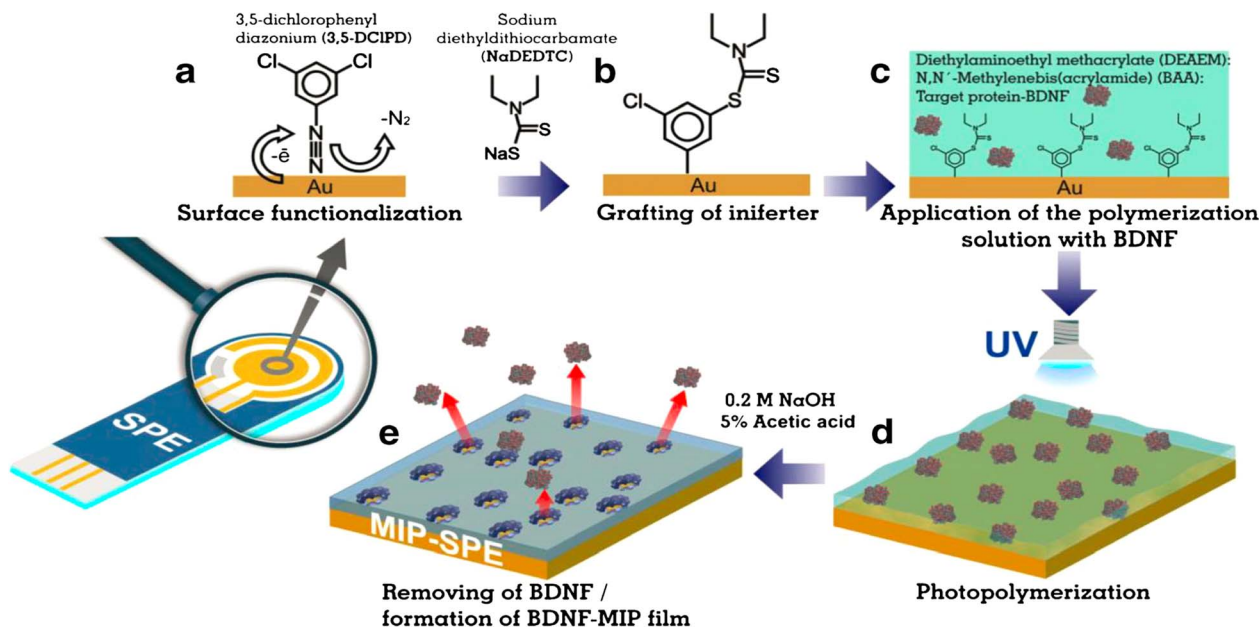 3,5-dichlorophenyl
diazonium (3,5-DClPD)
a
Cl
Cl
N
N
-ē
-N₂
Au
Surface functionalization
Sodium
diethyldithiocarbamate
(NaDEDTC)
N
S
NaS
b
N
S
S
Cl
Au
Grafting of iniferter
c
Diethylaminoethyl methacrylate (DEAEM):
N,N´-Methylenebis(acrylamide) (BAA):
Target protein-BDNF
N
S
S
Cl
N
S
S
Cl
N
S
S
Cl
Au
Application of the polymerization
solution with BDNF
UV
d
Photopolymerization
0.2 M NaOH
5% Acetic acid
e
MIP-SPE
Removing of BDNF /
formation of BDNF-MIP film
SPE